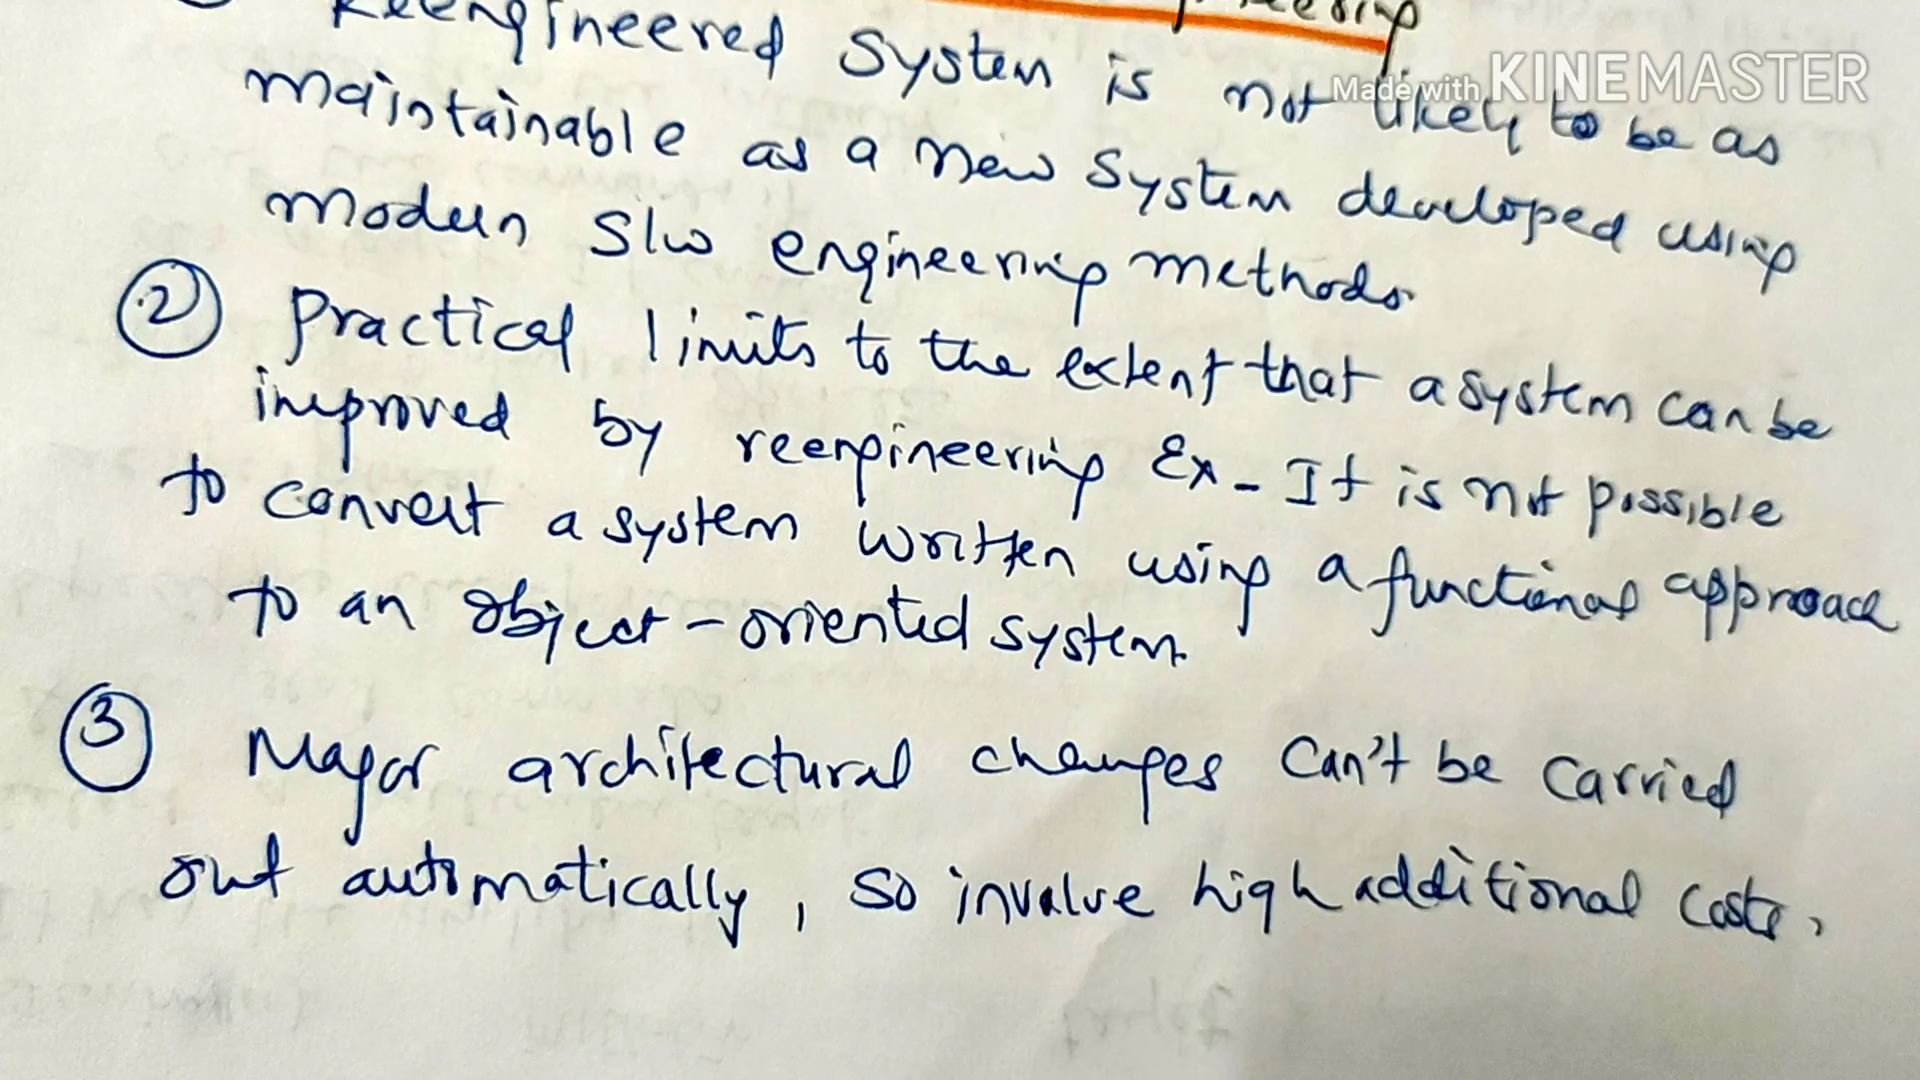 Reengineered System is not likely to be as
maintainable as a new system developed using
modern S/w engineering methods.
② Practical limits to the extent that a system can be
improved by reengineering Ex - It is not possible
to convert a system written using a functional approach
to an object-oriented system.
③ Major architectural changes can't be carried
out automatically, so involve high additional costs.
Made with KINEMASTER